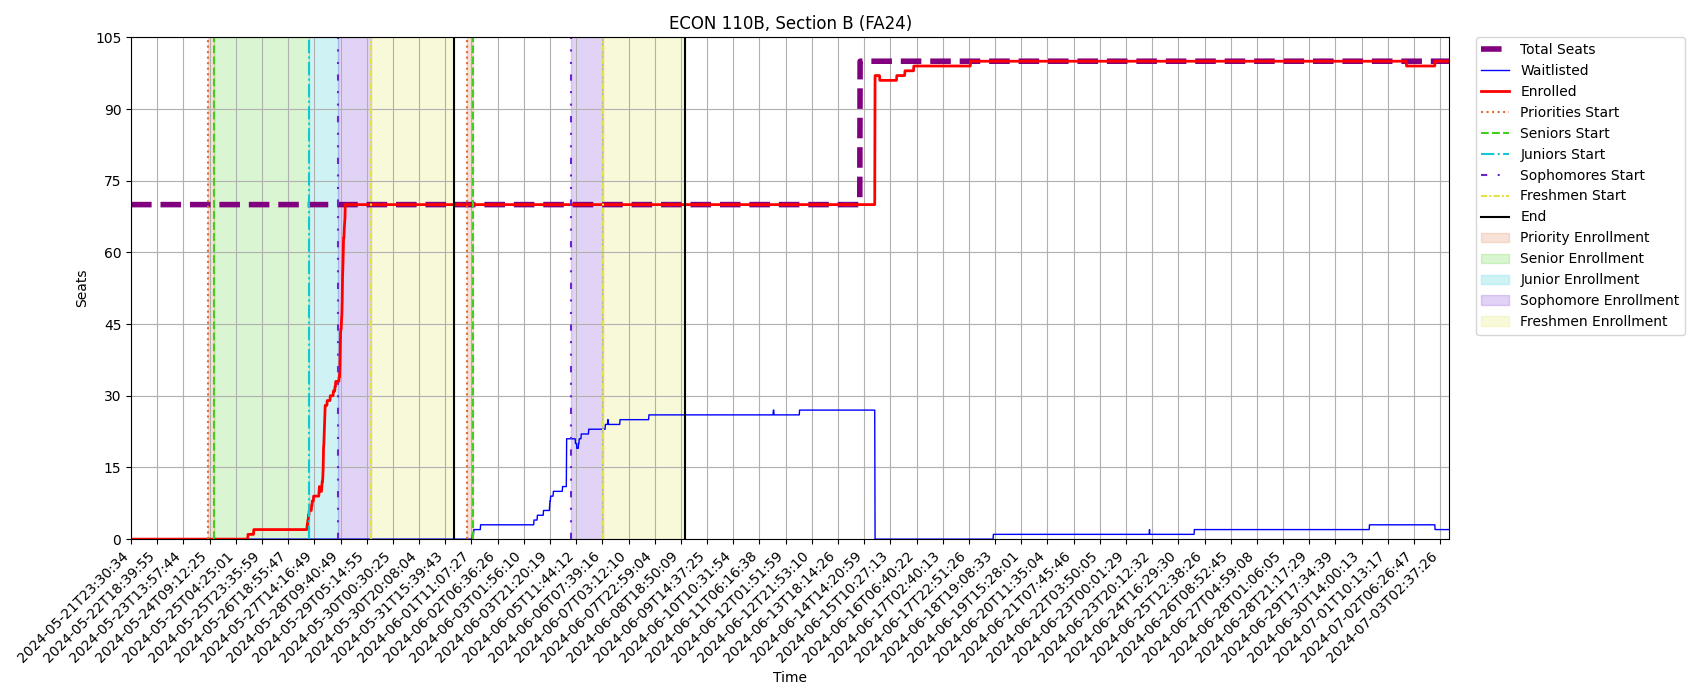 ECON 110B, Section B (FA24)
105
90
75
60
45
30
15
0
Seats
2024-05-21T23:30:34
2024-05-22T18:39:55
2024-05-23T13:57:44
2024-05-24T09:12:25
2024-05-25T04:25:01
2024-05-25T23:35:59
2024-05-26T18:55:47
2024-05-27T14:16:49
2024-05-28T09:40:49
2024-05-29T05:14:55
2024-05-30T00:30:25
2024-05-30T20:08:04
2024-05-31T15:39:43
2024-06-01T11:07:27
2024-06-02T06:36:26
2024-06-03T01:56:10
2024-06-03T21:20:19
2024-06-05T11:44:12
2024-06-06T07:39:16
2024-06-07T03:12:10
2024-06-07T22:59:04
2024-06-08T18:50:09
2024-06-09T14:37:25
2024-06-10T10:31:54
2024-06-11T06:16:38
2024-06-12T01:51:59
2024-06-12T21:53:10
2024-06-13T18:14:26
2024-06-14T14:20:59
2024-06-15T10:27:13
2024-06-16T06:40:22
2024-06-17T02:40:13
2024-06-17T22:51:26
2024-06-18T19:08:33
2024-06-19T15:28:01
2024-06-20T11:35:04
2024-06-21T07:45:46
2024-06-22T03:50:05
2024-06-23T00:01:29
2024-06-23T20:12:32
2024-06-24T16:29:30
2024-06-25T12:38:26
2024-06-26T08:52:45
2024-06-27T04:59:08
2024-06-28T01:06:05
2024-06-28T21:17:29
2024-06-29T17:34:39
2024-06-30T14:00:13
2024-07-01T10:13:17
2024-07-02T06:26:47
2024-07-03T02:37:26
Time
Total Seats
Waitlisted
Enrolled
Priorities Start
Seniors Start
Juniors Start
Sophomores Start
Freshmen Start
End
Priority Enrollment
Senior Enrollment
Junior Enrollment
Sophomore Enrollment
Freshmen Enrollment